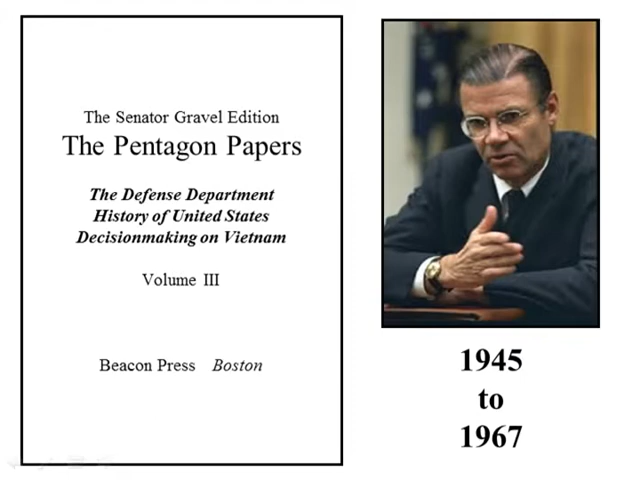 The Senator Gravel Edition
The Pentagon Papers
The Defense Department
History of United States
Decisionmaking on Vietnam
Volume III
Beacon Press Boston
1945
to
1967